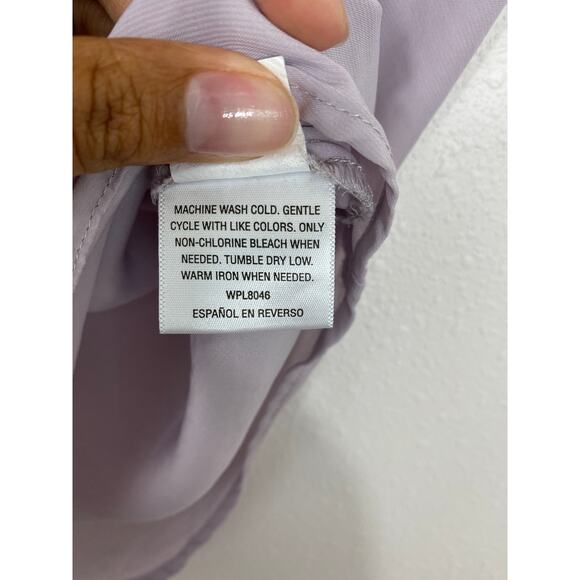 MACHINE WASH COLD. GENTLE
CYCLE WITH LIKE COLORS. ONLY
NON-CHLORINE BLEACH WHEN
NEEDED. TUMBLE DRY LOW.
WARM IRON WHEN NEEDED.
WPL8046
ESPAÑOL EN REVERSO